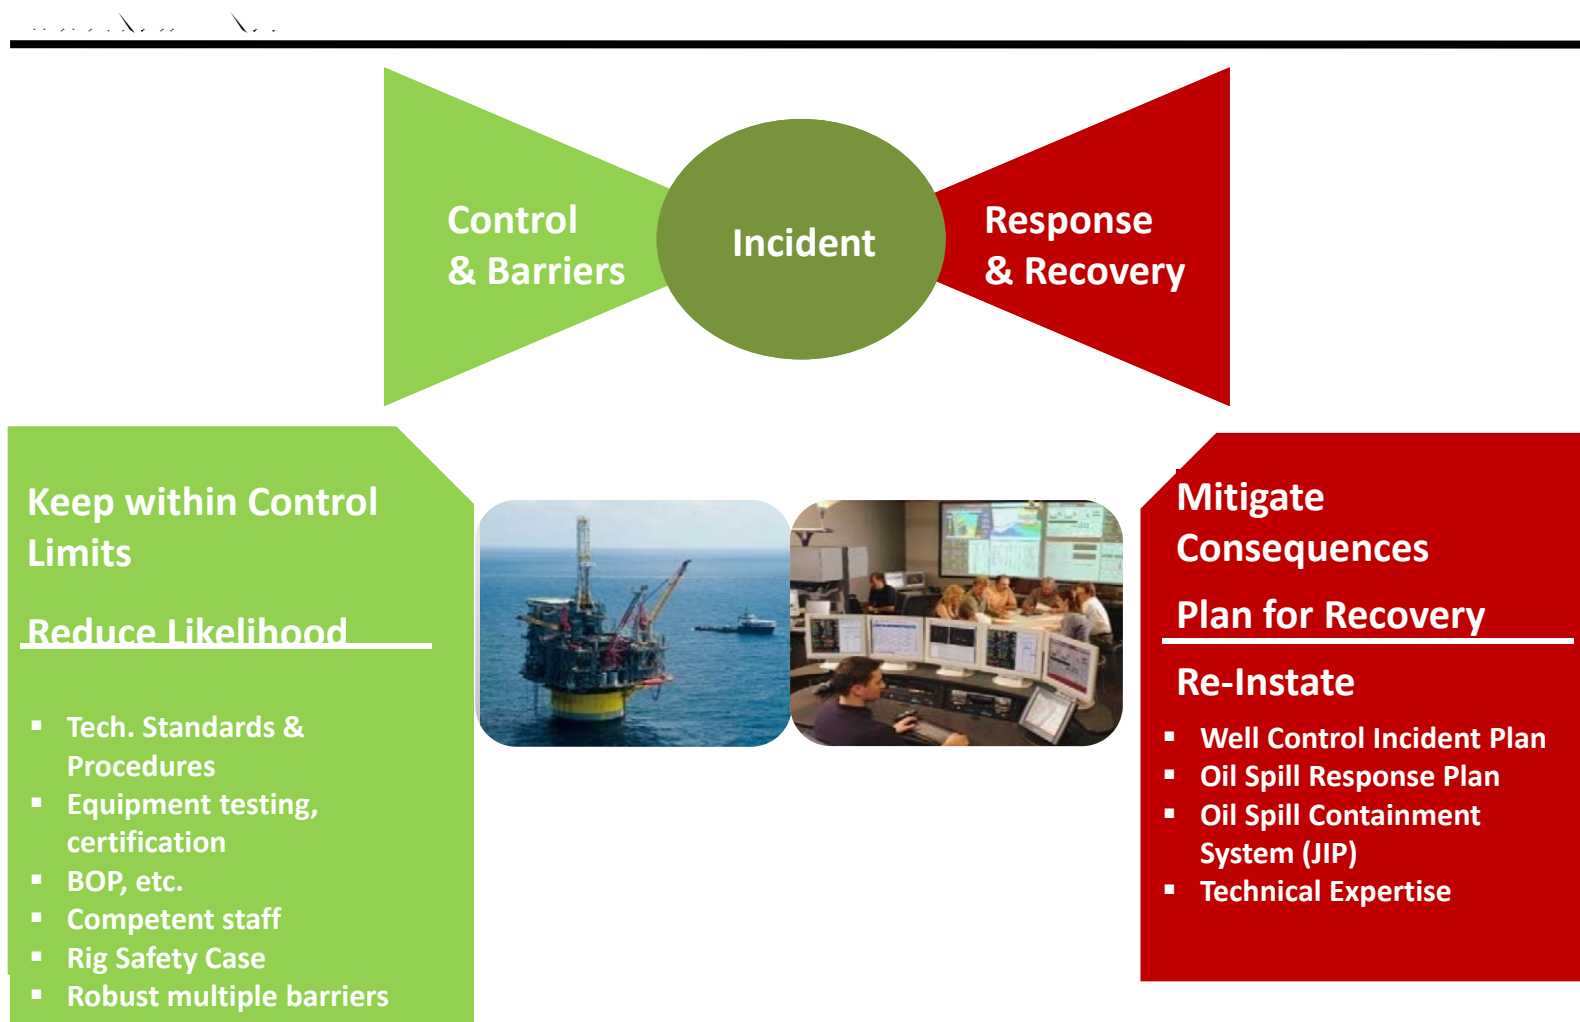 Control
& Barriers
Incident
Response
& Recovery
Keep within Control
Limits
Reduce Likelihood
▪ Tech. Standards &
Procedures
▪ Equipment testing,
certification
▪ BOP, etc.
▪ Competent staff
▪ Rig Safety Case
▪ Robust multiple barriers
Mitigate
Consequences
Plan for Recovery
Re-Instate
▪ Well Control Incident Plan
▪ Oil Spill Response Plan
▪ Oil Spill Containment
System (JIP)
▪ Technical Expertise